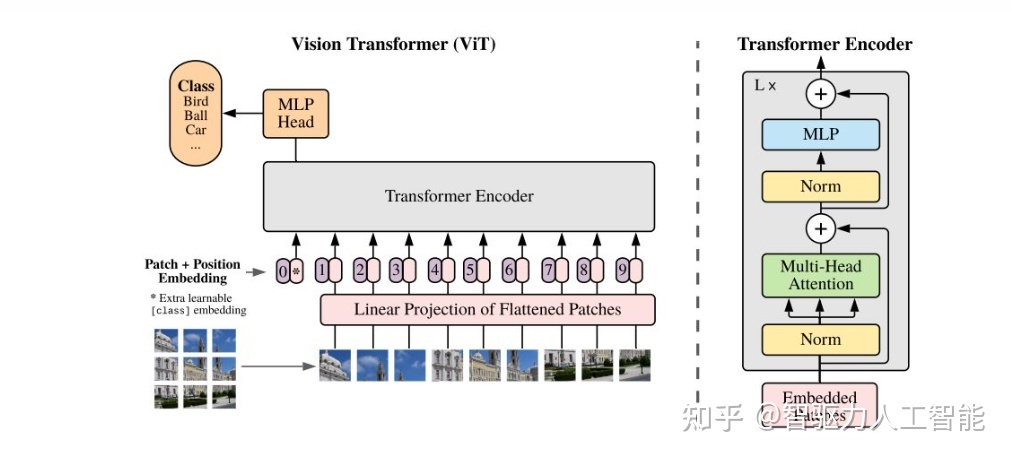 Vision Transformer (ViT)
Class
Bird
Ball
Car
...
MLP
Head
Transformer Encoder
Patch + Position
Embedding
0 * 1 2 3 4 5 6 7 8 9
* Extra learnable
[class] embedding
Linear Projection of Flattened Patches
Transformer Encoder
L x
+
MLP
Norm
+
Multi-Head
Attention
Norm
Embedded
Patches
知乎 @智驱力人工智能